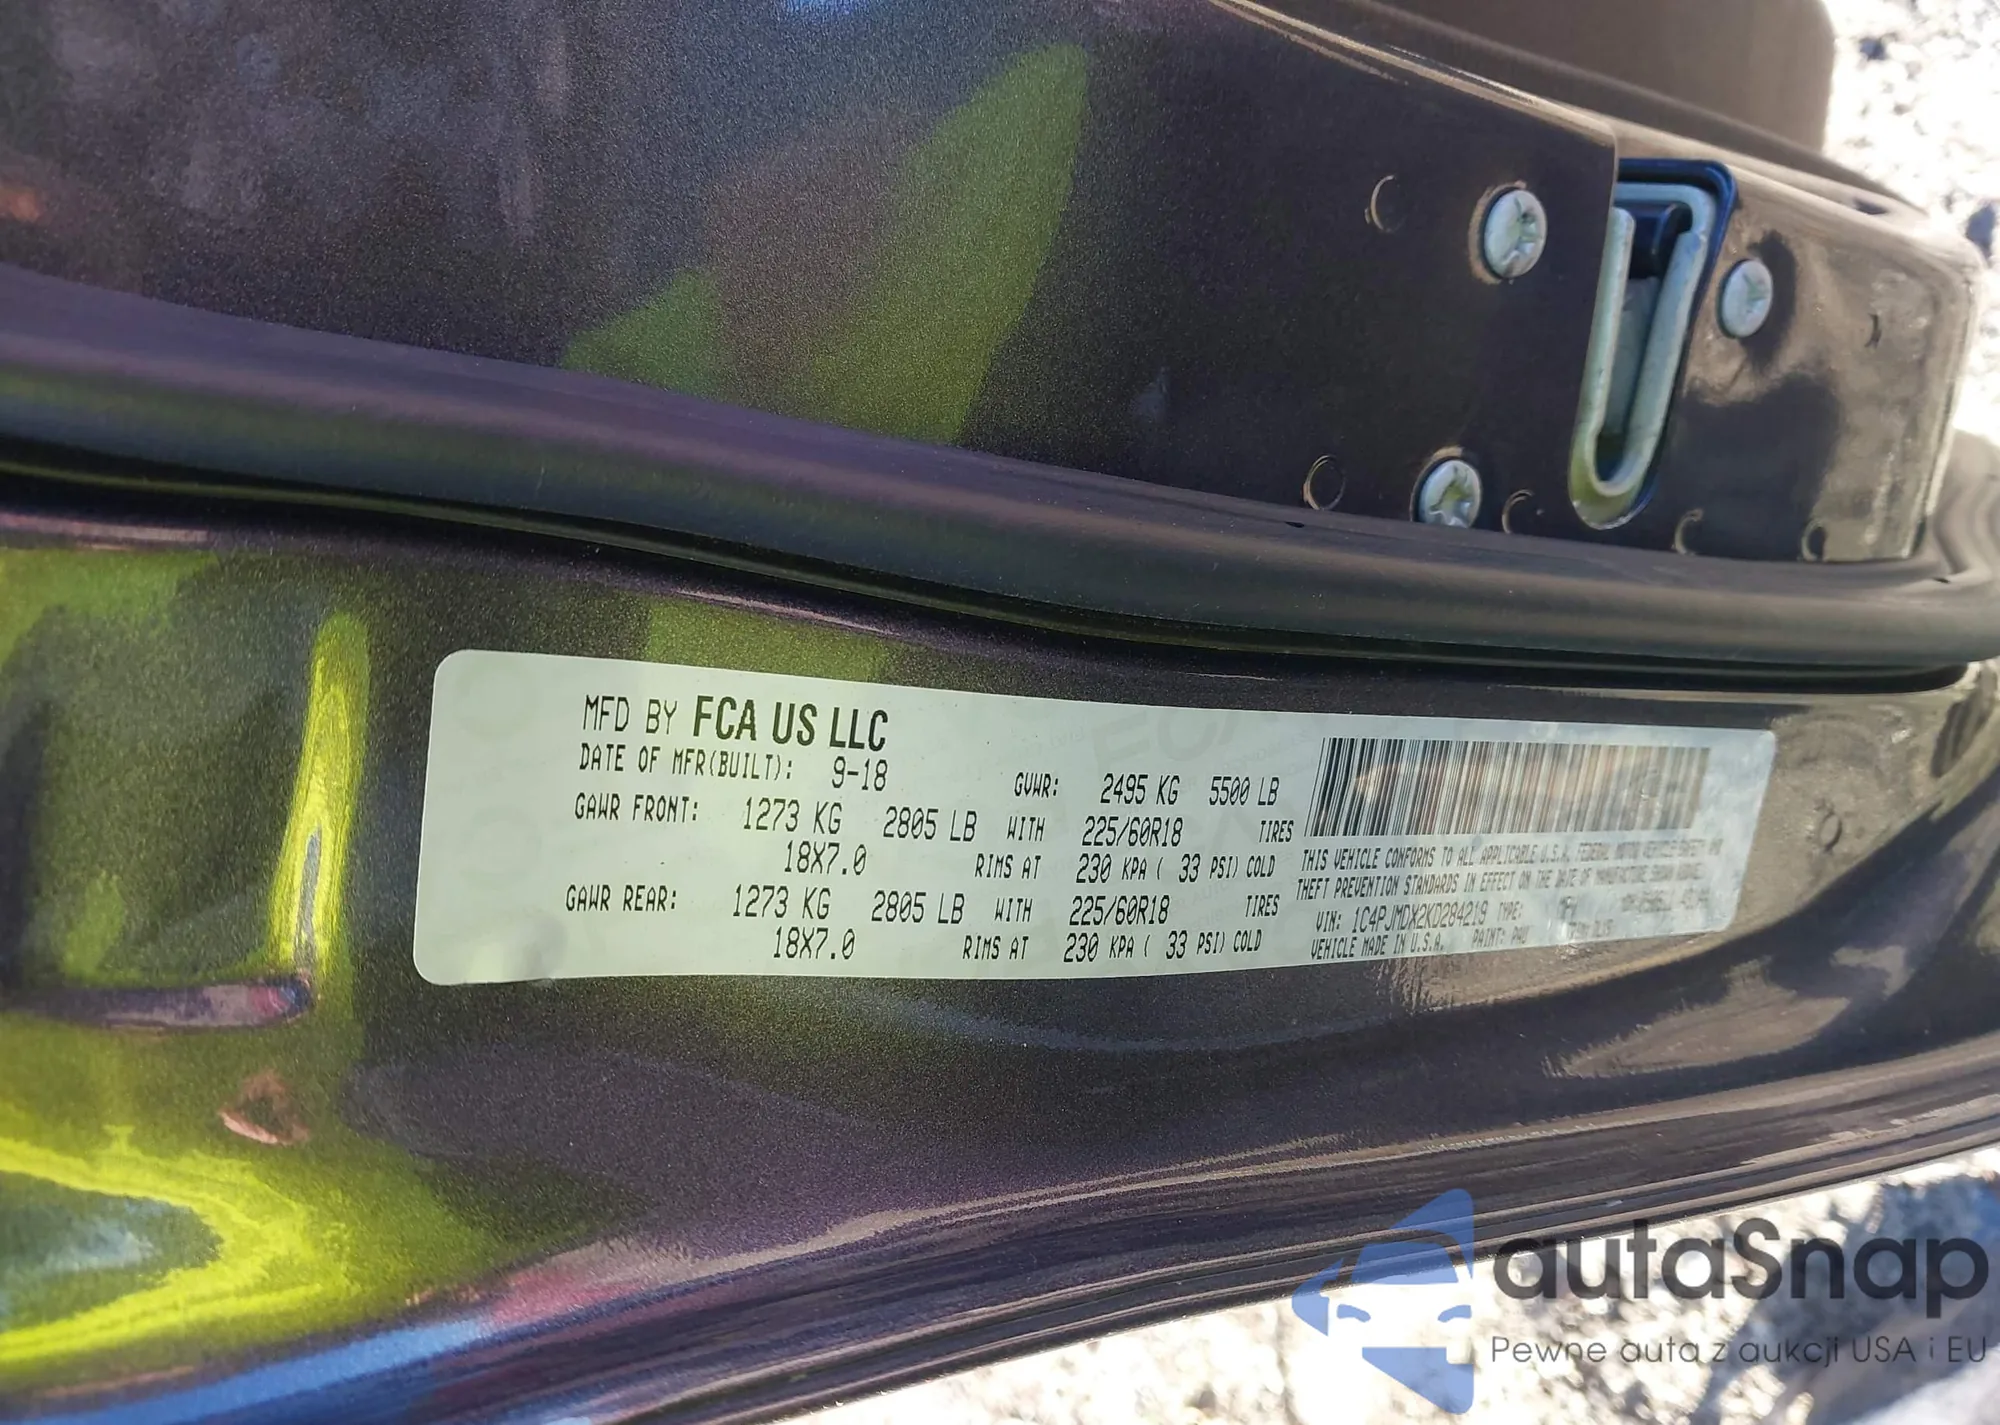 MFD BY FCA US LLC
DATE OF MFR(BUILT): 9-18 GVWR: 2495 KG 5500 LB
GAWR FRONT: 1273 KG 2805 LB WITH 225/60R18 TIRES
18X7.0 RIMS AT 230 KPA ( 33 PSI) COLD
GAWR REAR: 1273 KG 2805 LB WITH 225/60R18 TIRES
18X7.0 RIMS AT 230 KPA ( 33 PSI) COLD
THIS VEHICLE CONFORMS TO ALL APPLICABLE U.S.A. FEDERAL MOTOR VEHICLE SAFETY AND
THEFT PREVENTION STANDARDS IN EFFECT ON THE DATE OF MANUFACTURE SHOWN ABOVE.
VIN: 1C4PJMDX2KD284219 TYPE:
VEHICLE MADE IN U.S.A. PAINT: PAU
autaSnap
Pewne auta z aukcji USA i EU